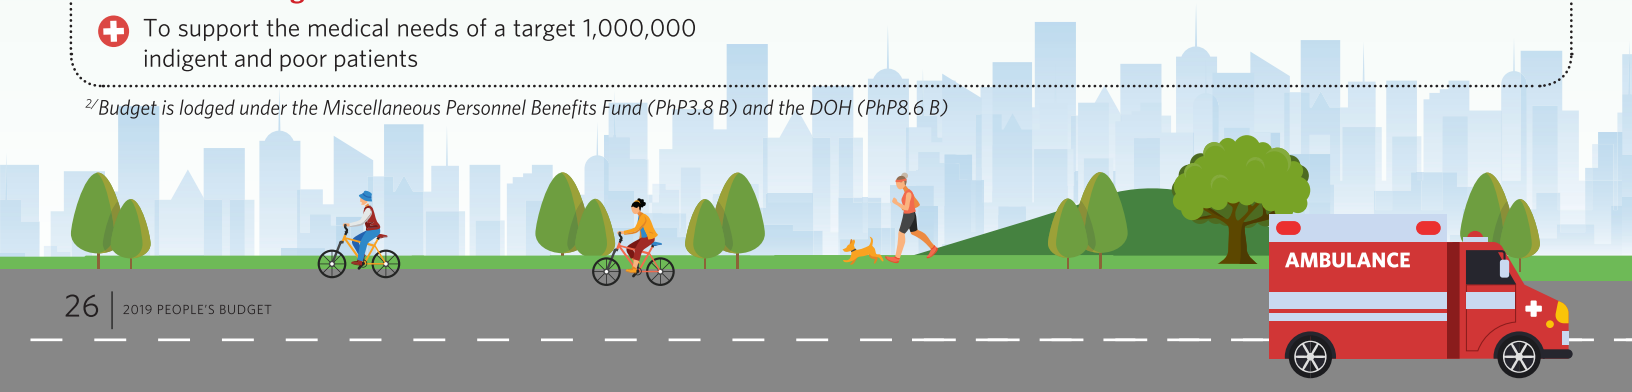 To support the medical needs of a target 1,000,000
indigent and poor patients
2/Budget is lodged under the Miscellaneous Personnel Benefits Fund (PhP3.8 B) and the DOH (PhP8.6 B)
AMBULANCE
26 | 2019 PEOPLE'S BUDGET